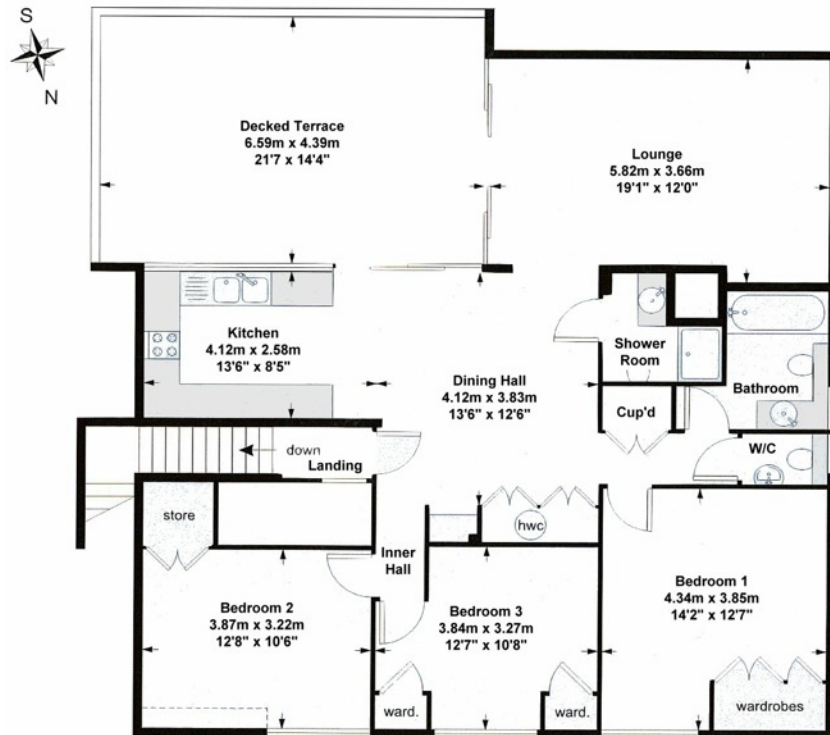 S
N
Decked Terrace
6.59m x 4.39m
21'7 x 14'4"
Lounge
5.82m x 3.66m
19'1" x 12'0"
Kitchen
4.12m x 2.58m
13'6" x 8'5"
Shower
Room
Dining Hall
4.12m x 3.83m
13'6" x 12'6"
Bathroom
Cup'd
W/C
down
Landing
store
hwc
Inner
Hall
Bedroom 1
4.34m x 3.85m
14'2" x 12'7"
Bedroom 2
3.87m x 3.22m
12'8" x 10'6"
Bedroom 3
3.84m x 3.27m
12'7" x 10'8"
ward.
ward.
wardrobes